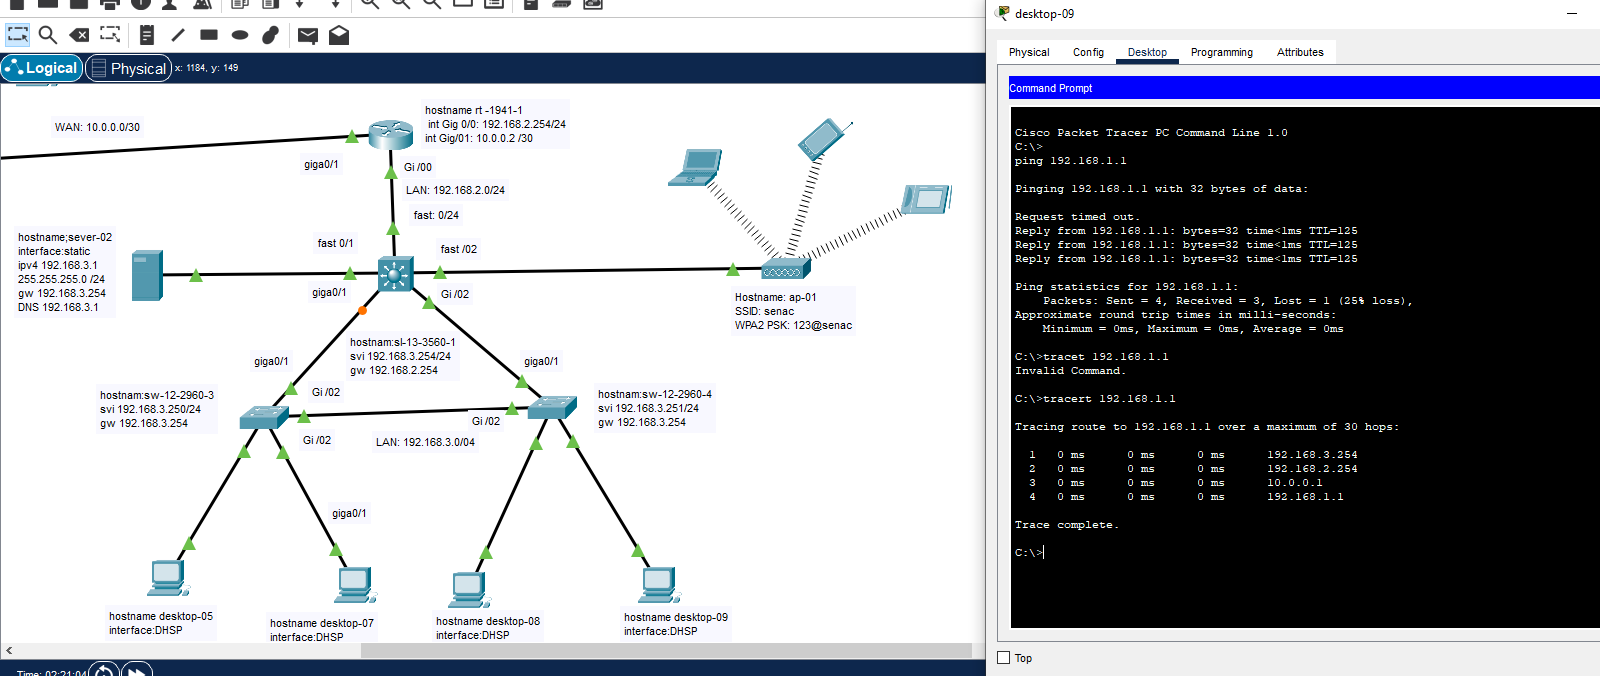 Logical
Physical
x: 1184, y: 149
WAN: 10.0.0.0/30
hostname rt -1941-1
int Gig 0/0: 192.168.2.254/24
int Gig/01: 10.0.0.2 /30
giga0/1
Gi /00
LAN: 192.168.2.0/24
fast: 0/24
hostname;sever-02
interface:static
ipv4 192.168.3.1
255.255.255.0 /24
gw 192.168.3.254
DNS 192.168.3.1
fast 0/1
fast /02
giga0/1
Gi /02
Hostname: ap-01
SSID: senac
WPA2 PSK: 123@senac
hostnam:sl-13-3560-1
svi 192.168.3.254/24
gw 192.168.2.254
giga0/1
giga0/1
hostnam:sw-12-2960-3
svi 192.168.3.250/24
gw 192.168.3.254
Gi /02
hostnam:sw-12-2960-4
svi 192.168.3.251/24
gw 192.168.3.254
Gi /02
Gi /02
LAN: 192.168.3.0/04
giga0/1
hostname desktop-05
interface:DHSP
hostname desktop-07
interface:DHSP
hostname desktop-08
interface:DHSP
hostname desktop-09
interface:DHSP
Time: 02:21:04
desktop-09
Physical Config Desktop Programming Attributes
Command Prompt
Cisco Packet Tracer PC Command Line 1.0
C:\>
ping 192.168.1.1
Pinging 192.168.1.1 with 32 bytes of data:
Request timed out.
Reply from 192.168.1.1: bytes=32 time<1ms TTL=125
Reply from 192.168.1.1: bytes=32 time<1ms TTL=125
Reply from 192.168.1.1: bytes=32 time<1ms TTL=125
Ping statistics for 192.168.1.1:
Packets: Sent = 4, Received = 3, Lost = 1 (25% loss),
Approximate round trip times in milli-seconds:
Minimum = 0ms, Maximum = 0ms, Average = 0ms
C:\>tracet 192.168.1.1
Invalid Command.
C:\>tracert 192.168.1.1
Tracing route to 192.168.1.1 over a maximum of 30 hops:
1 0 ms 0 ms 0 ms 192.168.3.254
2 0 ms 0 ms 0 ms 192.168.2.254
3 0 ms 0 ms 0 ms 10.0.0.1
4 0 ms 0 ms 0 ms 192.168.1.1
Trace complete.
C:\>
Top